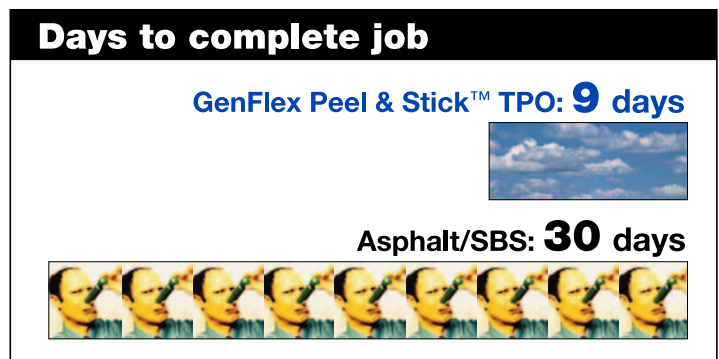 Days to complete job
GenFlex Peel & Stick™ TPO: 9 days
Asphalt/SBS: 30 days